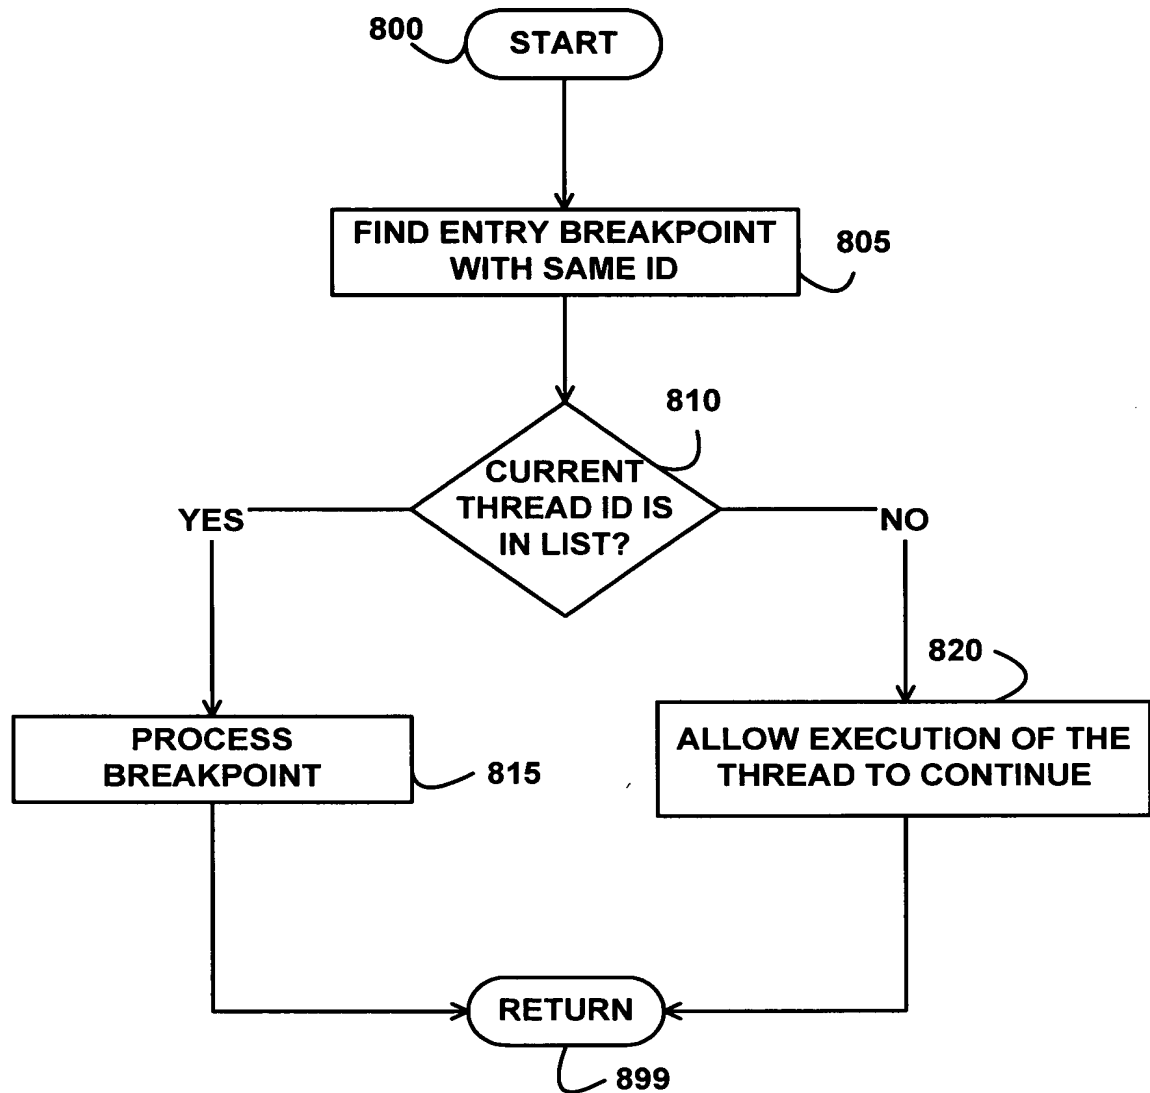 800
START
FIND ENTRY BREAKPOINT
WITH SAME ID
805
810
CURRENT
THREAD ID IS
IN LIST?
YES
NO
820
PROCESS
BREAKPOINT
815
ALLOW EXECUTION OF THE
THREAD TO CONTINUE
RETURN
899